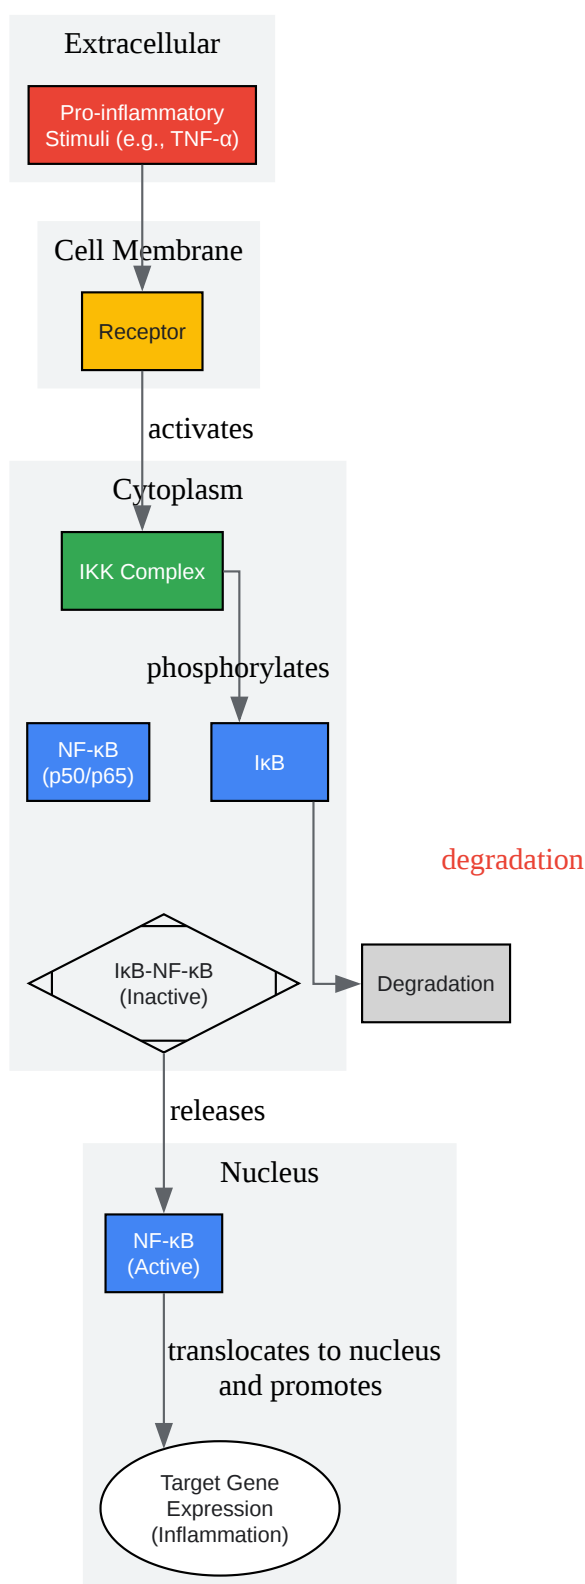 Extracellular
Pro-inflammatory
Stimuli (e.g., TNF-α)
Cell Membrane
Receptor
activates
Cytoplasm
IKK Complex
phosphorylates
NF-κB
(p50/p65)
IκB
degradation
IκB-NF-κB
(Inactive)
Degradation
releases
Nucleus
NF-κB
(Active)
translocates to nucleus
and promotes
Target Gene
Expression
(Inflammation)